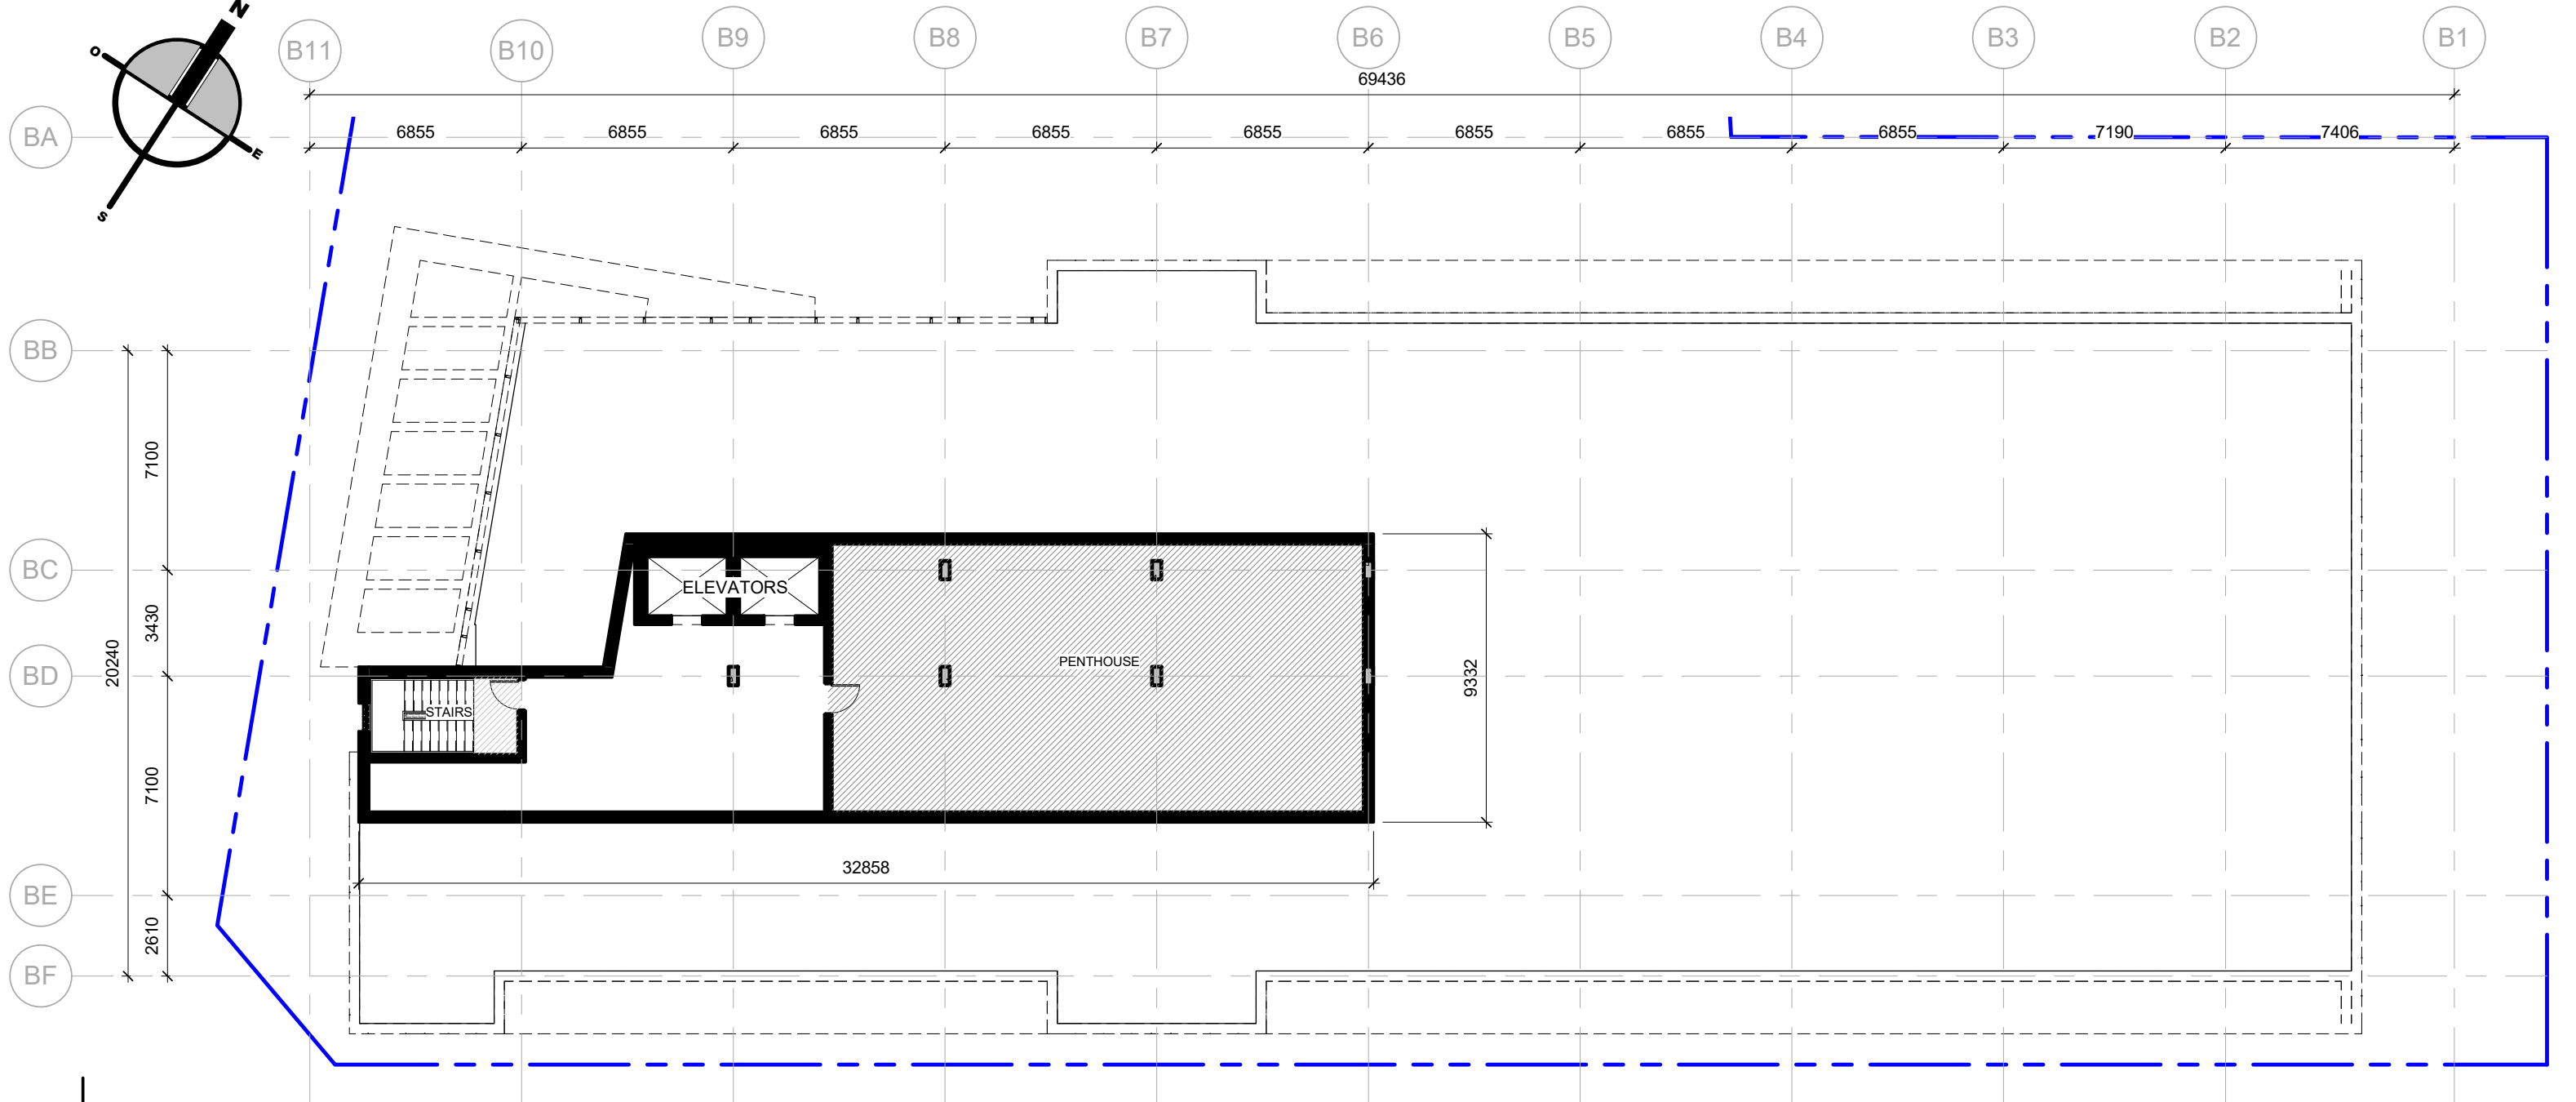 N
O
E
S
B11
B10
B9
B8
B7
B6
B5
B4
B3
B2
B1
69436
BA
6855
6855
6855
6855
6855
6855
6855
6855
7190
7406
BB
7100
BC
ELEVATORS
3430
20240
BD
PENTHOUSE
9332
STAIRS
7100
32858
BE
2610
BF